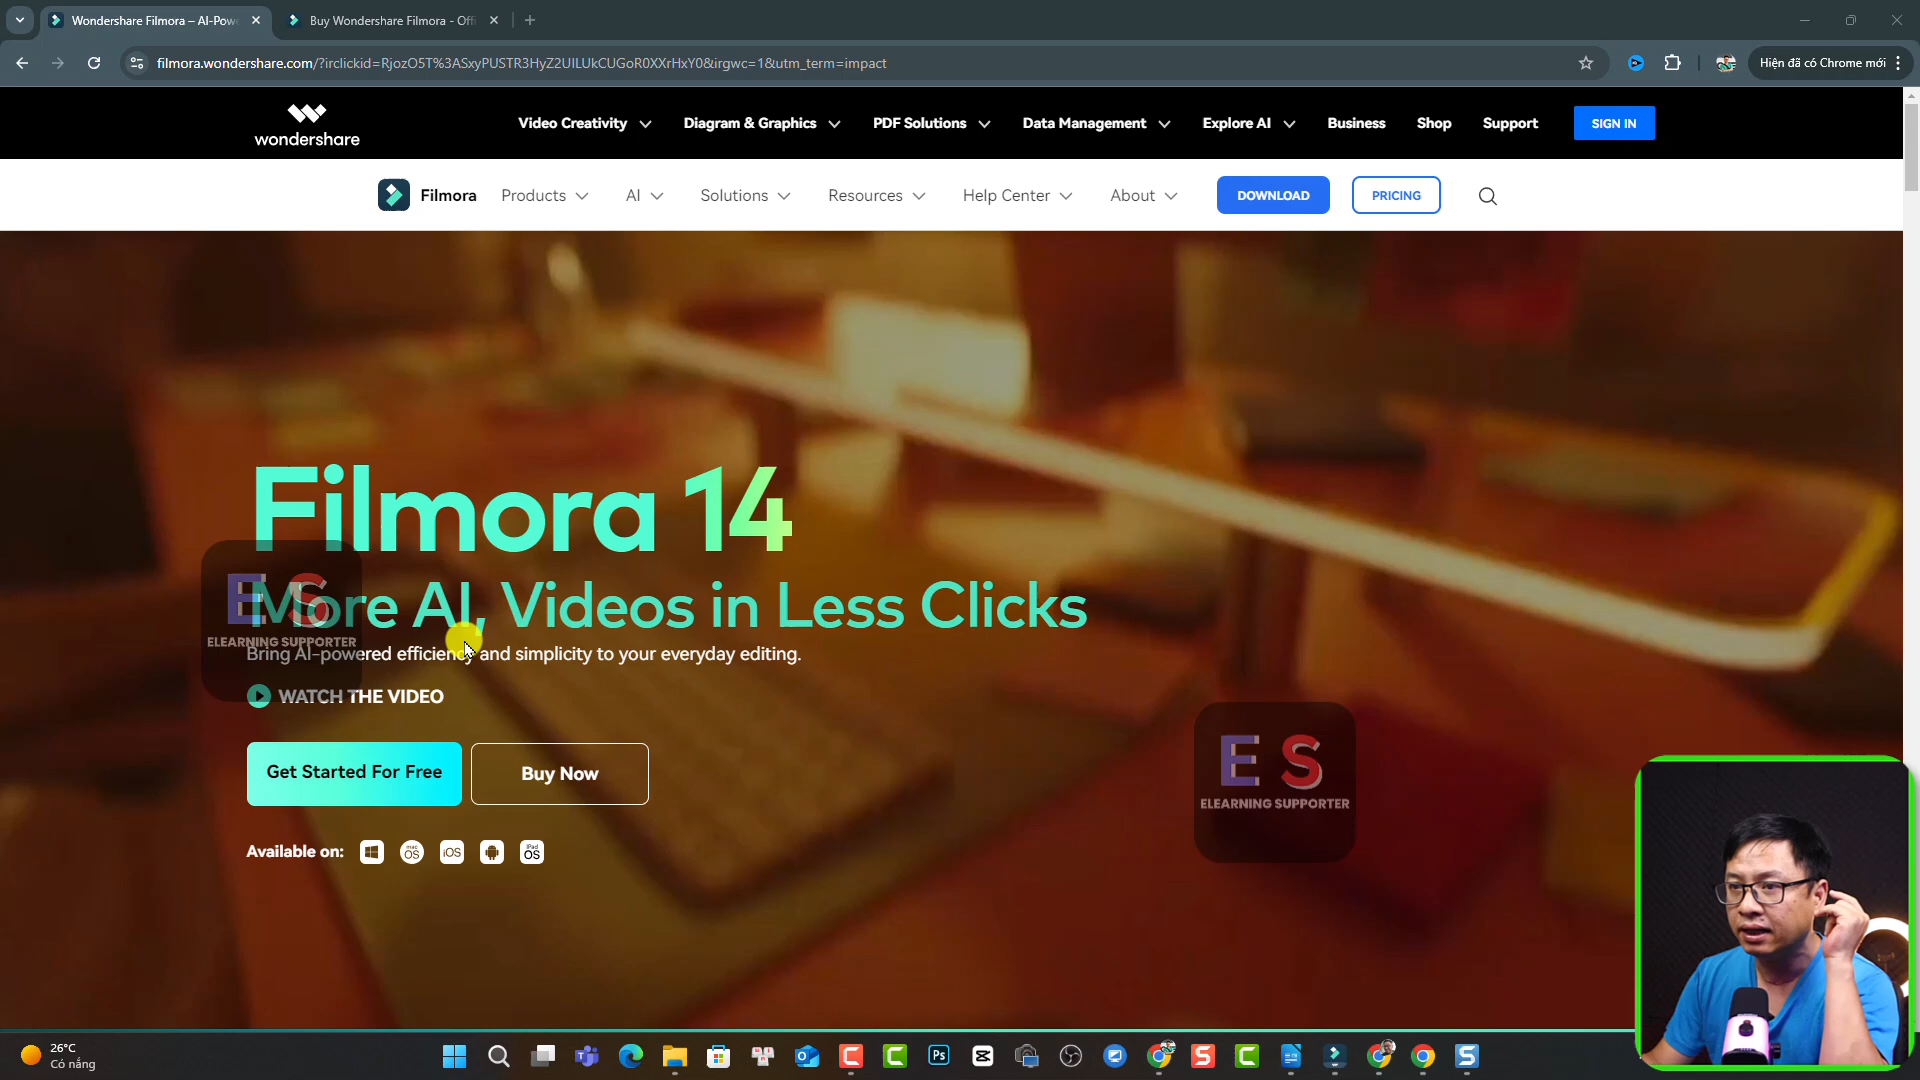 Wondershare Filmora – AI-Pow
Buy Wondershare Filmora - Offi
filmora.wondershare.com/?irclickid=RjozO5T%3ASxyPUSTR3HyZ2UILUkCUGoR0XXrHxY0&irgwc=1&utm_term=impact
Hiện đã có Chrome mới
wondershare
Video Creativity
Diagram & Graphics
PDF Solutions
Data Management
Explore AI
Business
Shop
Support
SIGN IN
Filmora
Products
AI
Solutions
Resources
Help Center
About
DOWNLOAD
PRICING
Filmora 14
More AI, Videos in Less Clicks
E S
ELEARNING SUPPORTER
Bring AI-powered efficiency and simplicity to your everyday editing.
WATCH THE VIDEO
Get Started For Free
Buy Now
E S
ELEARNING SUPPORTER
Available on:
mac OS
iOS
iPad OS
26°C
Có nắng
Ps